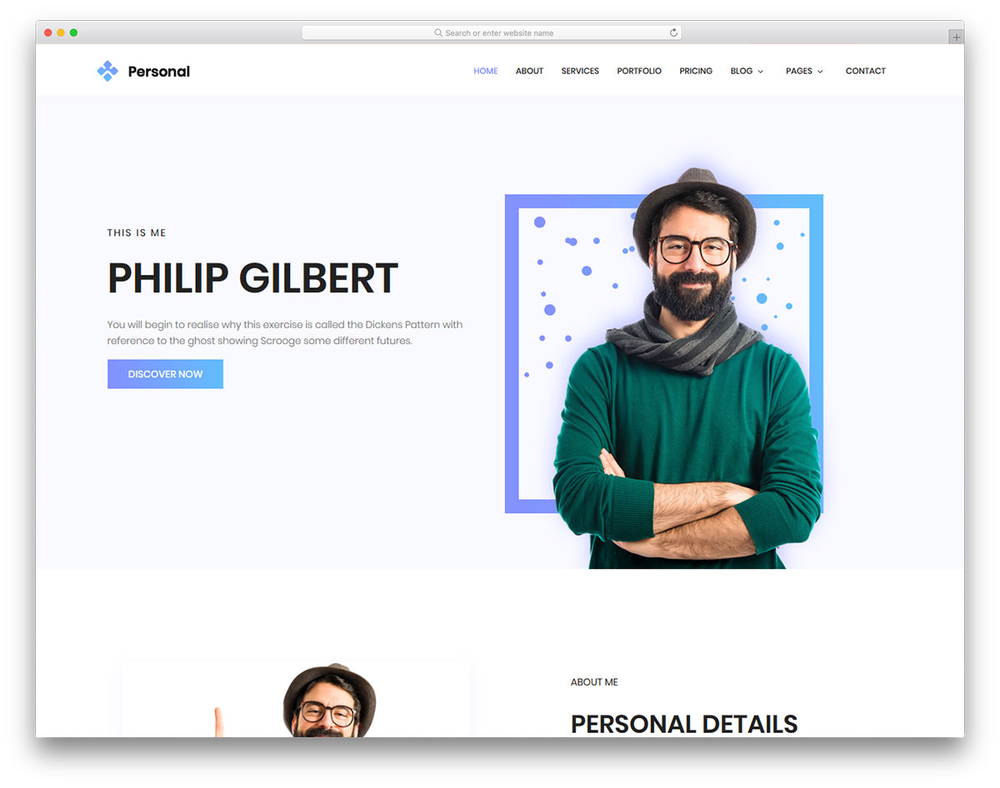 Search or enter website name
Personal
HOME ABOUT SERVICES PORTFOLIO PRICING BLOG PAGES CONTACT
THIS IS ME
PHILIP GILBERT
You will begin to realise why this exercise is called the Dickens Pattern with
reference to the ghost showing Scrooge some different futures.
DISCOVER NOW
ABOUT ME
PERSONAL DETAILS